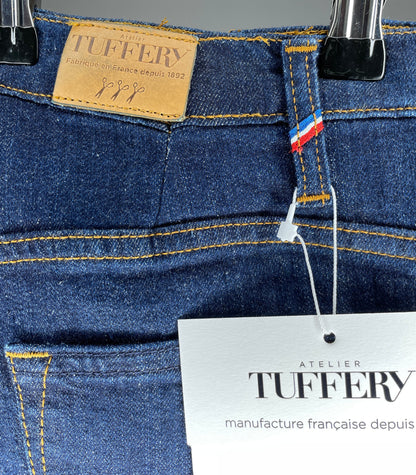 Atelier
TUFFERY
Fabriqué en France depuis 1892
ATELIER
TUFFERY
manufacture française depuis